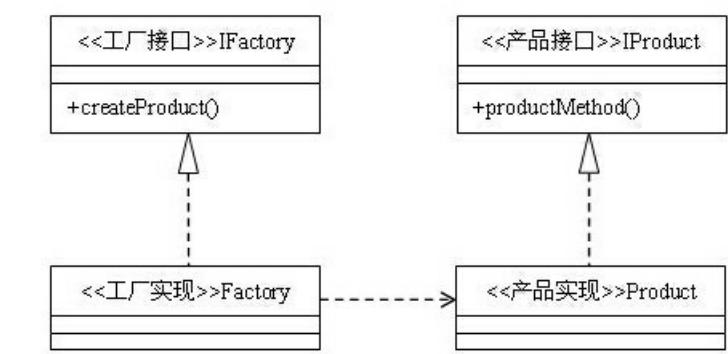 <<工厂接口>>IFactory
<<产品接口>>IProduct
+createProduct()
+productMethod()
<<工厂实现>>Factory
<<产品实现>>Product